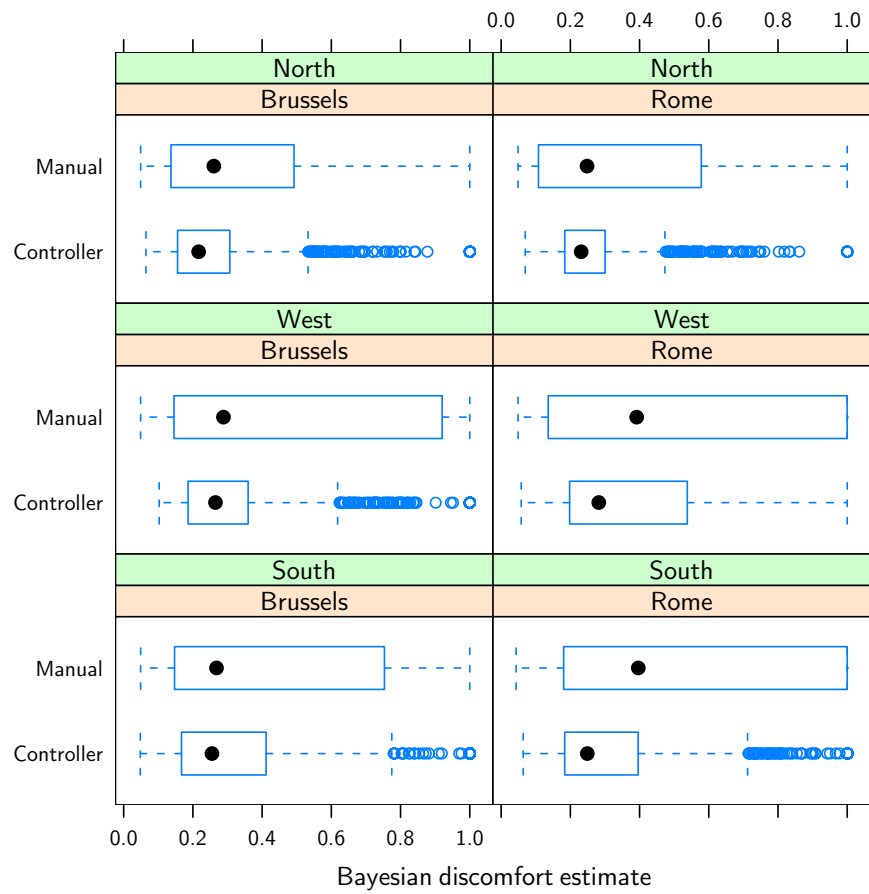 0.0 0.2 0.4 0.6 0.8 1.0
North North
Brussels Rome
Manual
Controller
West West
Brussels Rome
Manual
Controller
South South
Brussels Rome
Manual
Controller
0.0 0.2 0.4 0.6 0.8 1.0
Bayesian discomfort estimate